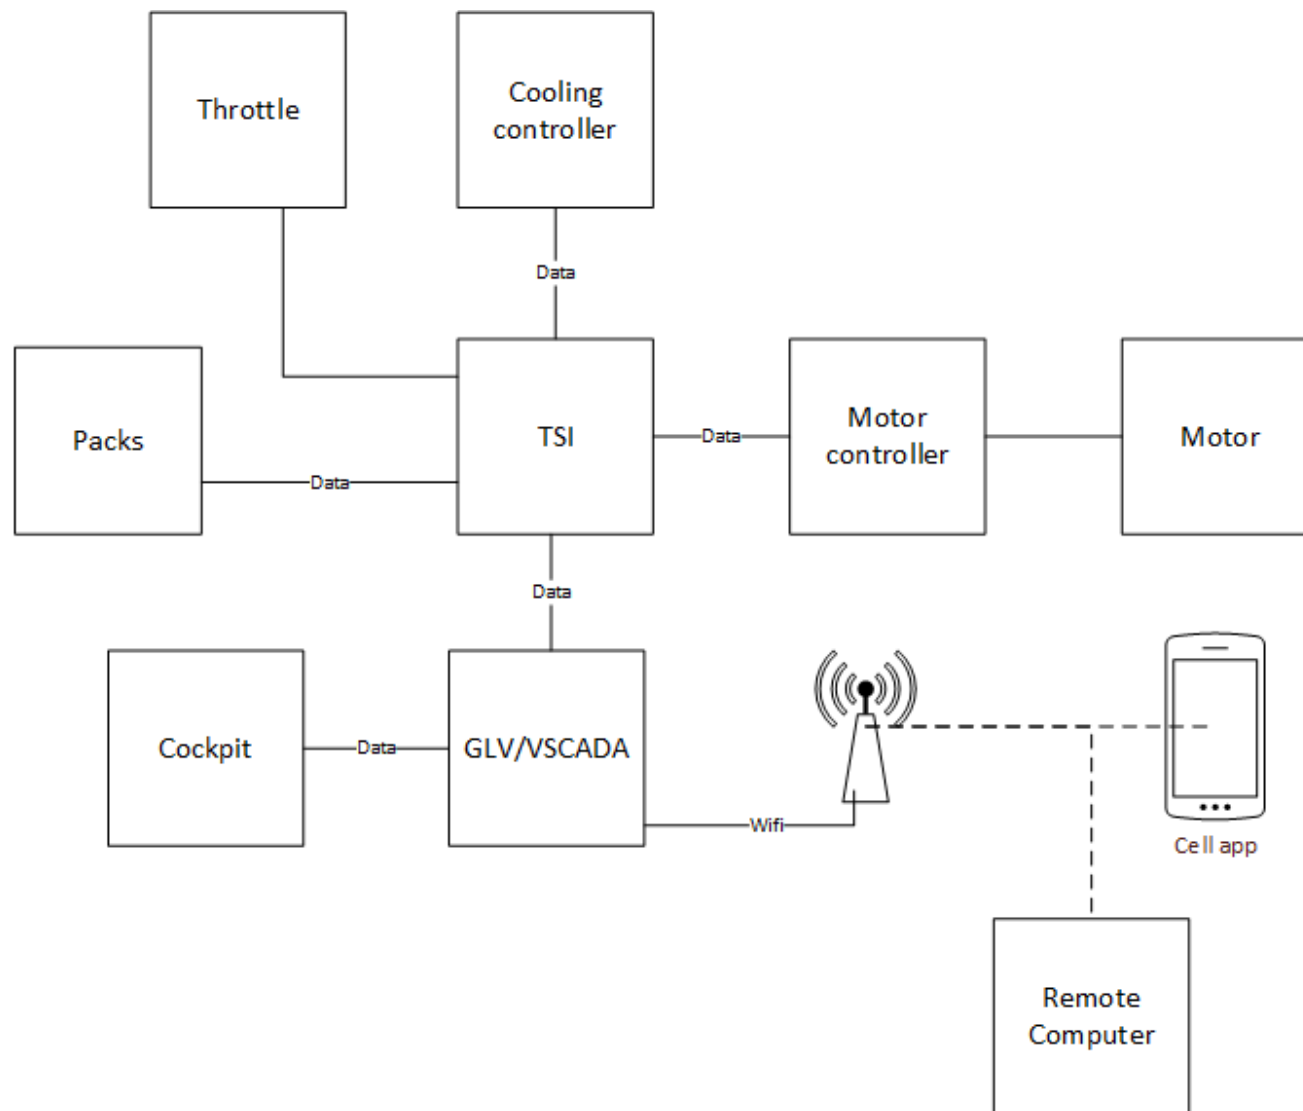 Throttle
Cooling
controller
Data
Packs
TSI
Data
Motor
controller
Motor
Data
Data
Cockpit
Data
GLV/VSCADA
Wifi
Cell app
Remote
Computer